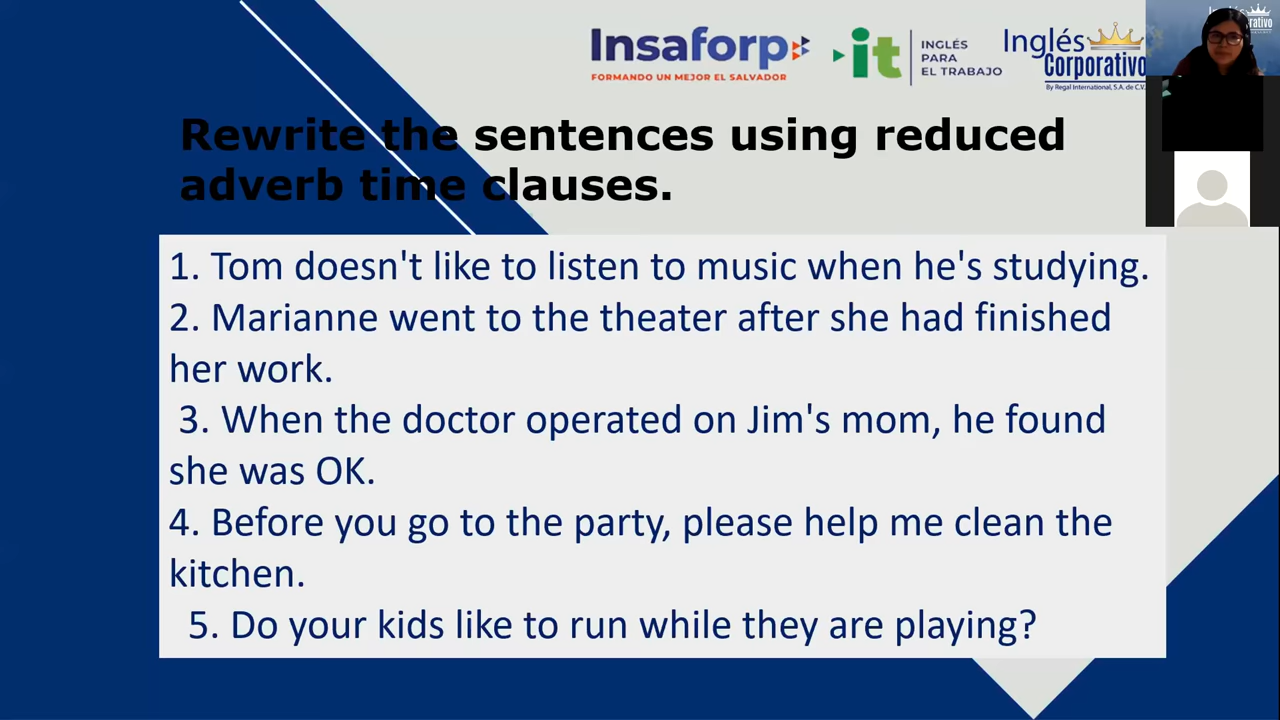 Insaforp
FORMANDO UN MEJOR EL SALVADOR
it
INGLÉS
PARA
EL TRABAJO
Inglés
Corporativo
By Regal International, S.A. de C.V.
Rewrite the sentences using reduced
adverb time clauses.
1. Tom doesn't like to listen to music when he's studying.
2. Marianne went to the theater after she had finished
her work.
3. When the doctor operated on Jim's mom, he found
she was OK.
4. Before you go to the party, please help me clean the
kitchen.
5. Do your kids like to run while they are playing?